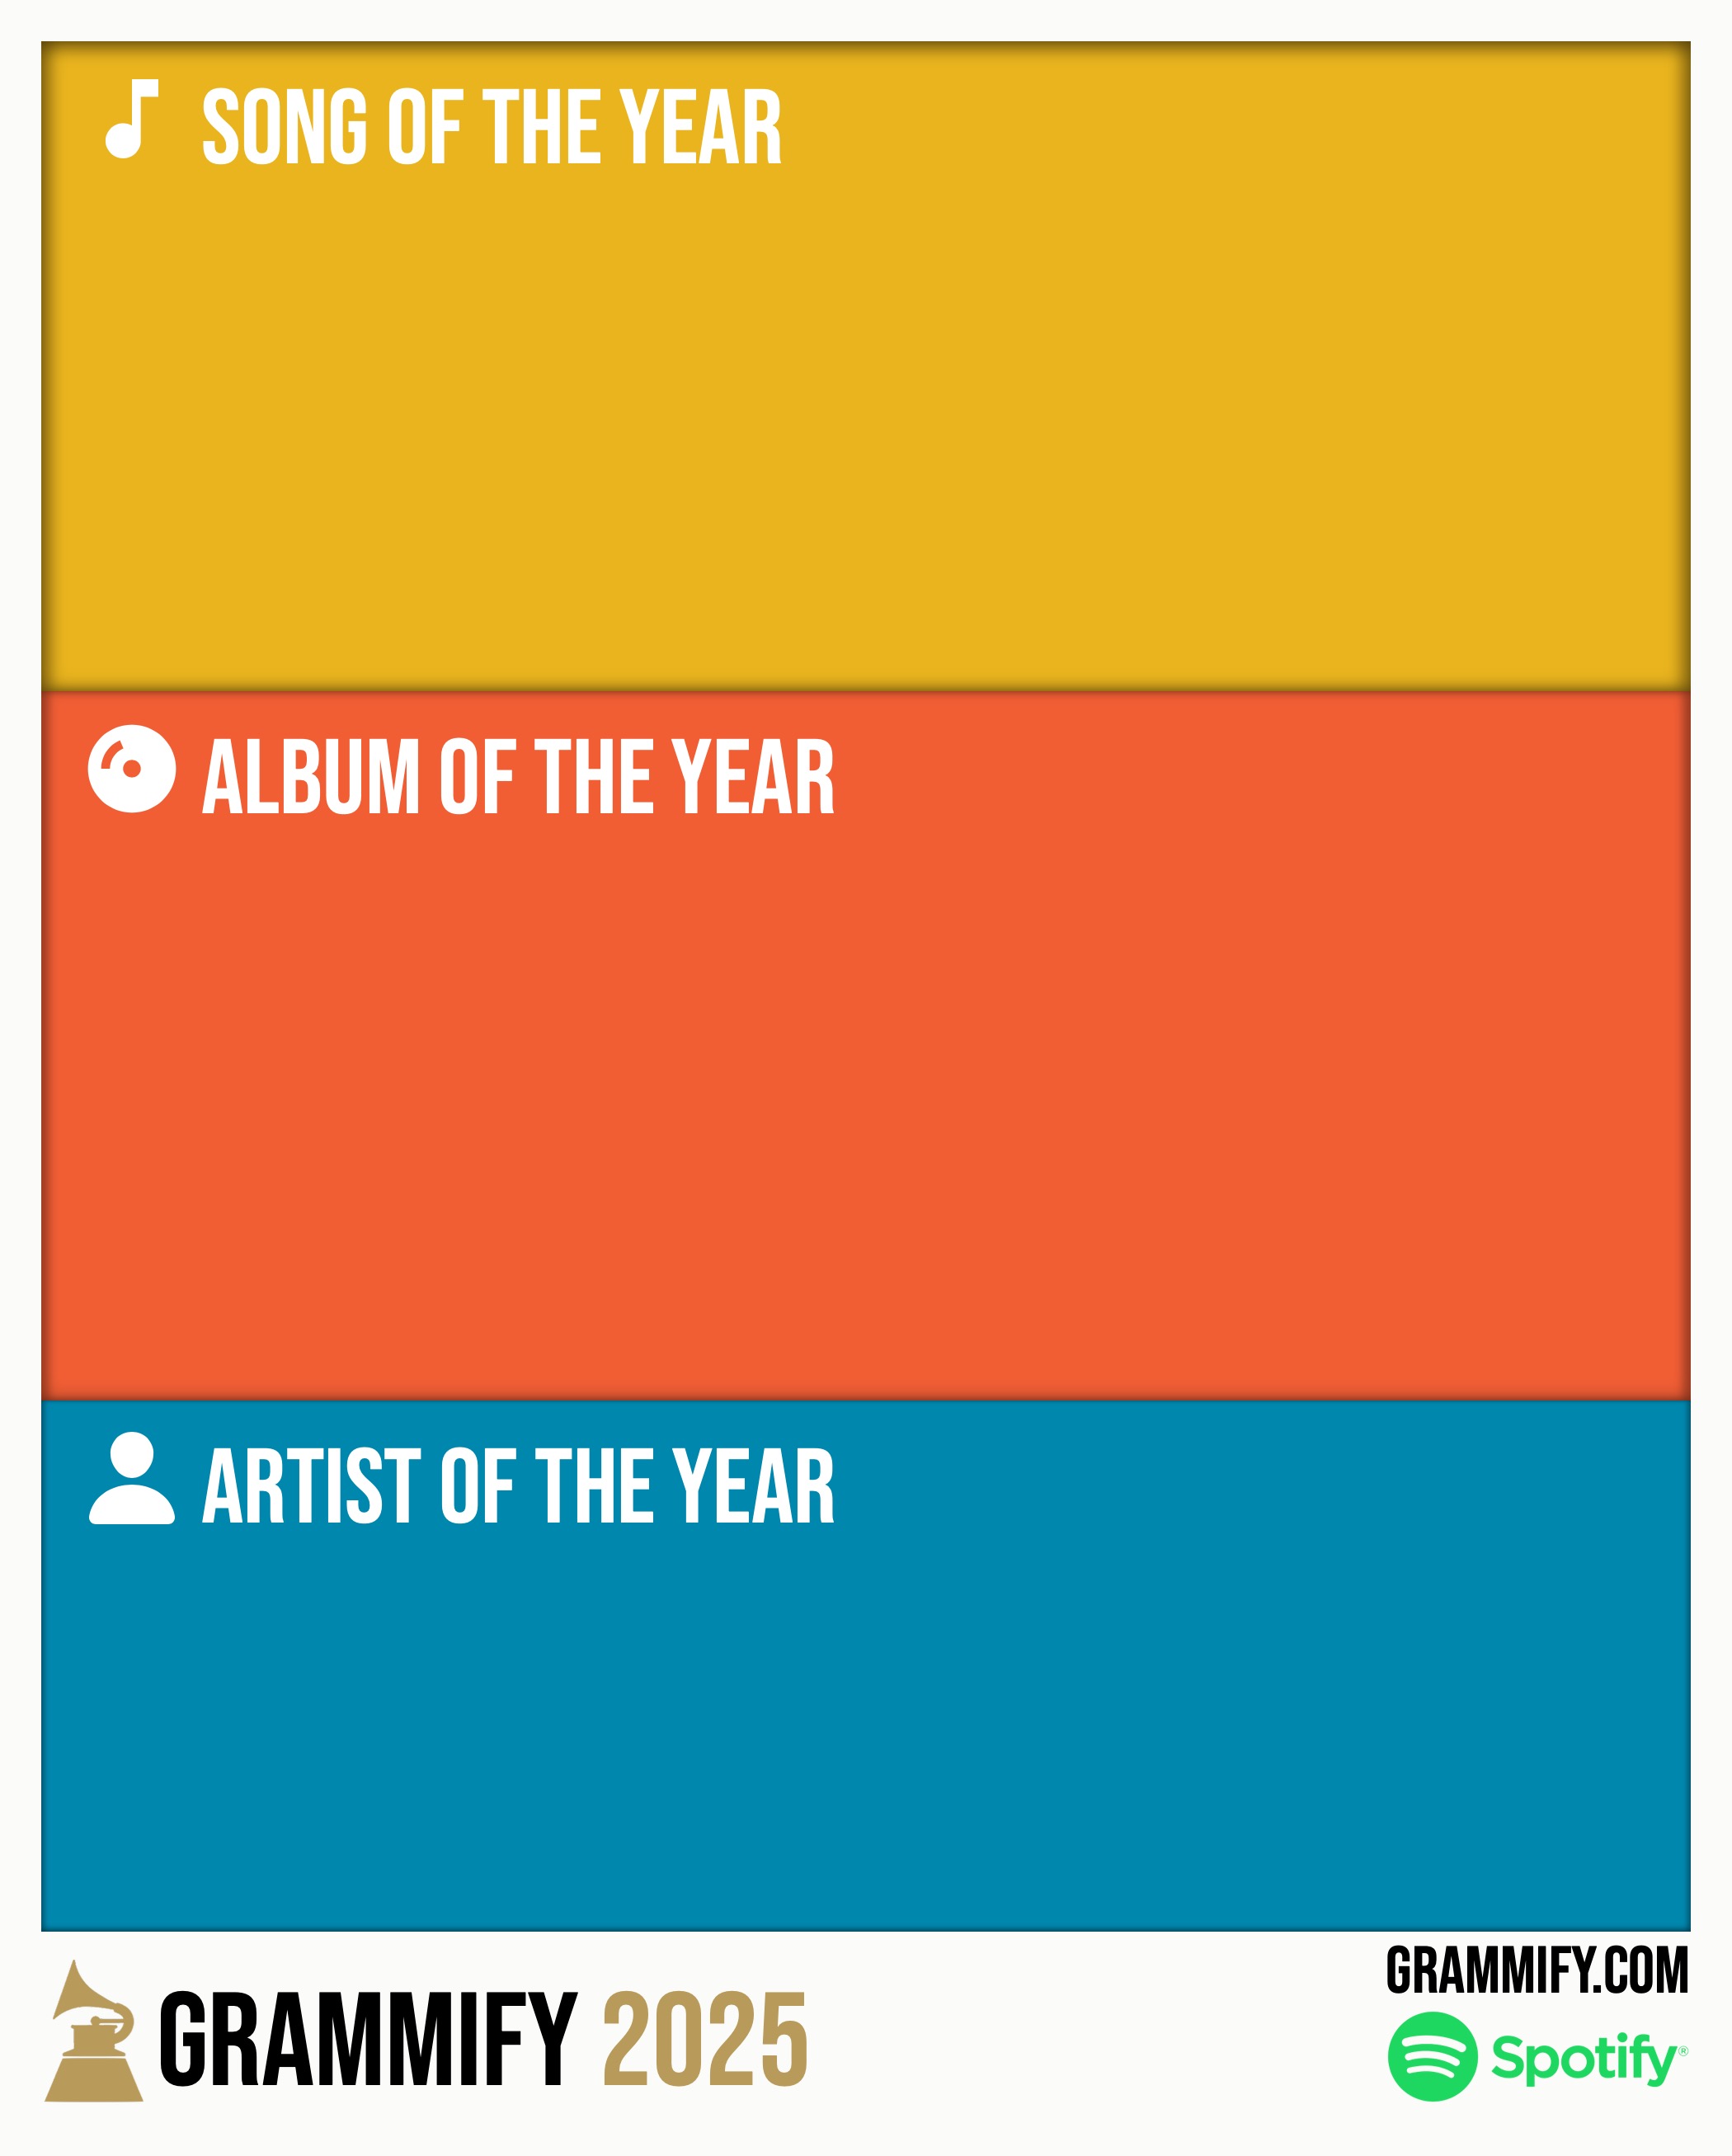 SONG OF THE YEAR
ALBUM OF THE YEAR
ARTIST OF THE YEAR
GRAMMIFY 2025
GRAMMIFY.COM
Spotify®